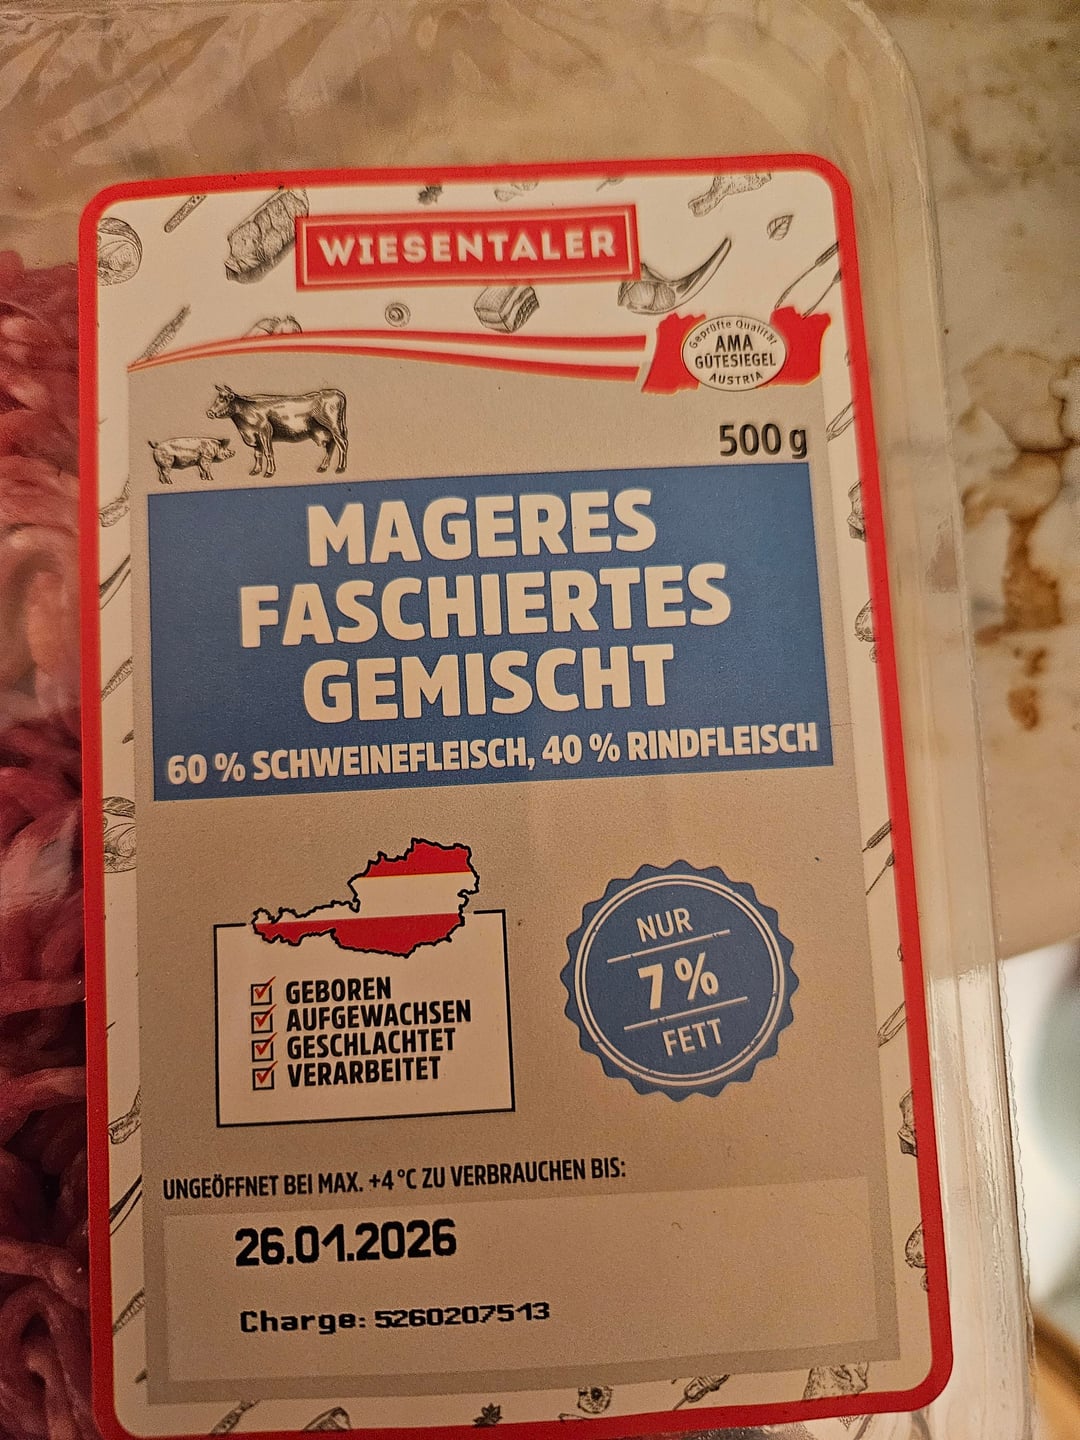 WIESENTALER
Geprüfte Qualität
AMA
GÜTESIEGEL
AUSTRIA
500 g
MAGERES
FASCHIERTES
GEMISCHT
60 % SCHWEINEFLEISCH, 40 % RINDFLEISCH
GEBOREN
AUFGEWACHSEN
GESCHLACHTET
VERARBEITET
NUR
7 %
FETT
UNGEÖFFNET BEI MAX. +4 °C ZU VERBRAUCHEN BIS:
26.01.2026
Charge: 5260207513